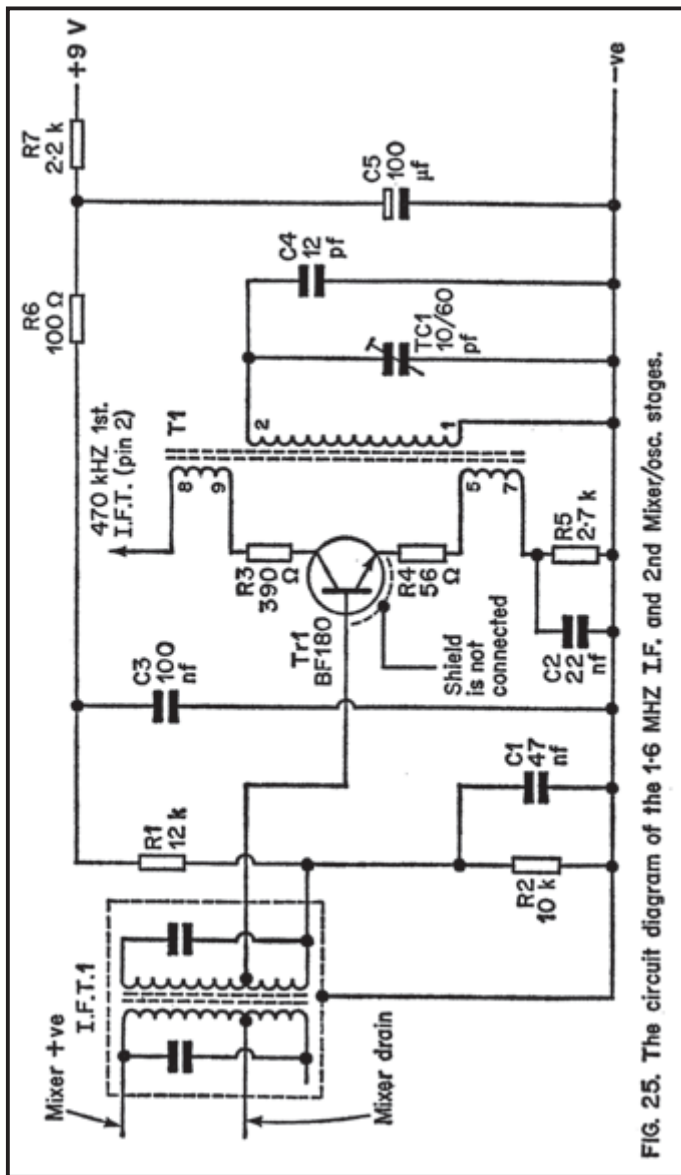 Mixer +ve
Mixer drain
I.F.T.1
R1
12 k
R2
10 k
C1
47
nf
C3
100
nf
Tr1
BF180
Shield
is not
connected
470 kHZ 1st.
I.F.T. (pin 2)
R3
390
Ω
R4
56
Ω
C2
22
nf
R5
2·7 k
T1
8
9
5
7
2
1
TC1
10/60
pf
C4
12
pf
C5
100
µf
R6
100 Ω
R7
2·2 k
+9 V
-ve
FIG. 25. The circuit diagram of the 1·6 MHZ I.F. and 2nd Mixer/osc. stages.